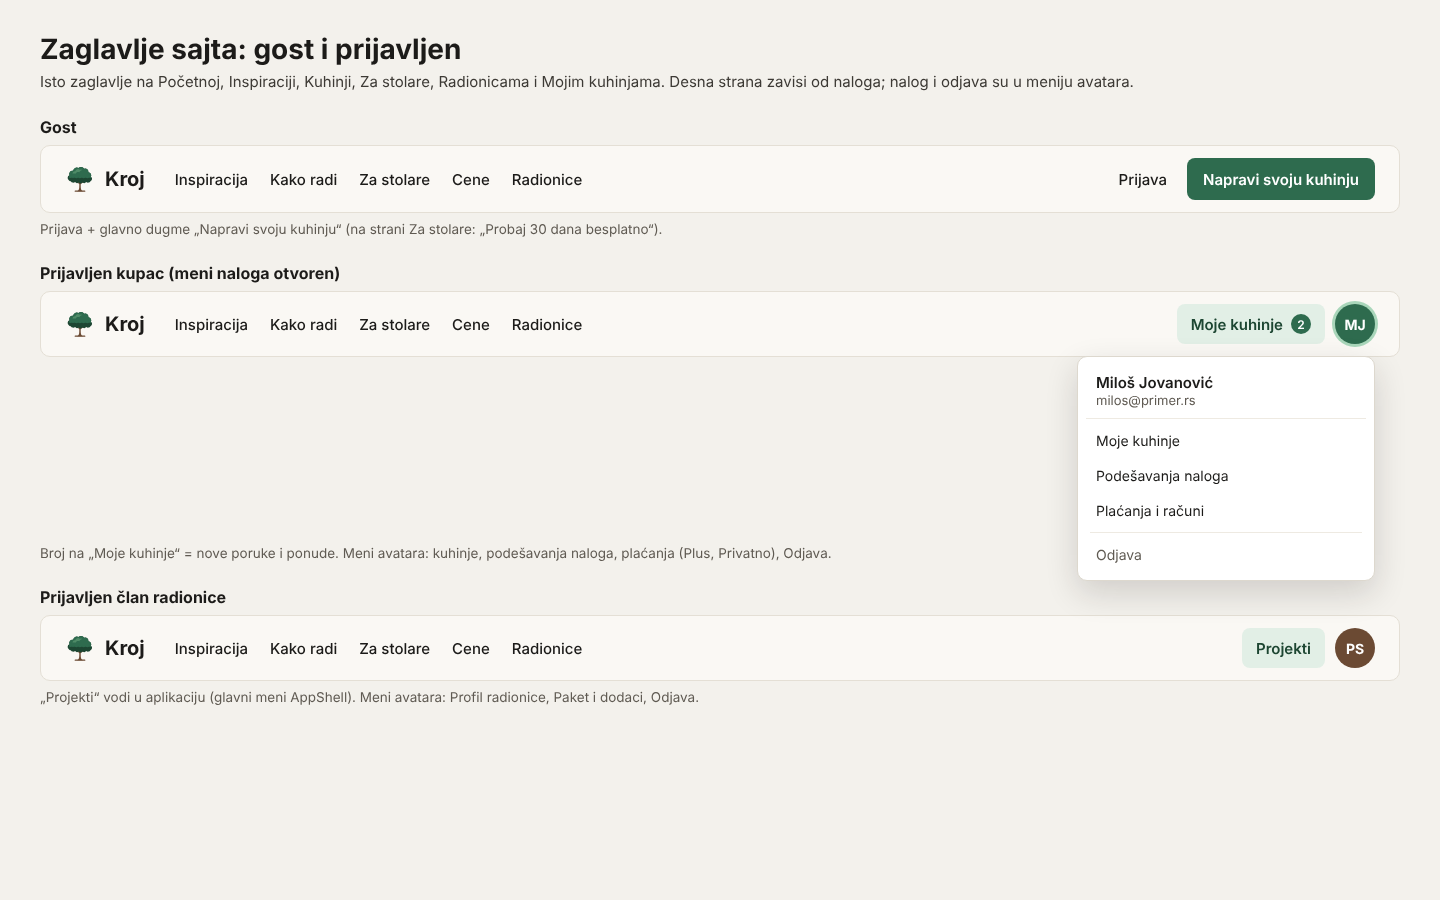 Zaglavlje sajta: gost i prijavljen
Isto zaglavlje na Početnoj, Inspiraciji, Kuhinji, Za stolare, Radionicama i Mojim kuhinjama. Desna strana zavisi od naloga; nalog i odjava su u meniju avatara.
Gost
Kroj Inspiracija Kako radi Za stolare Cene Radionice Prijava Napravi svoju kuhinju
Prijava + glavno dugme „Napravi svoju kuhinju“ (na strani Za stolare: „Probaj 30 dana besplatno“).
Prijavljen kupac (meni naloga otvoren)
Kroj Inspiracija Kako radi Za stolare Cene Radionice Moje kuhinje 2 MJ
Miloš Jovanović
milos@primer.rs
Moje kuhinje
Podešavanja naloga
Plaćanja i računi
Odjava
Broj na „Moje kuhinje“ = nove poruke i ponude. Meni avatara: kuhinje, podešavanja naloga, plaćanja (Plus, Privatno), Odjava.
Prijavljen član radionice
Kroj Inspiracija Kako radi Za stolare Cene Radionice Projekti PS
„Projekti“ vodi u aplikaciju (glavni meni AppShell). Meni avatara: Profil radionice, Paket i dodaci, Odjava.